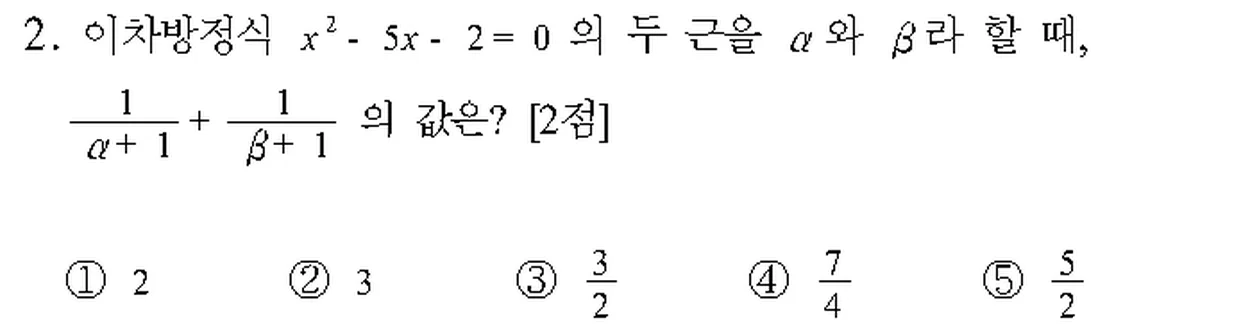 2. 이차방정식 x² - 5x - 2 = 0 의 두 근을 α 와 β 라 할 때,
1/(α + 1) + 1/(β + 1) 의 값은? [2점]
① 2 ② 3 ③ 3/2 ④ 7/4 ⑤ 5/2